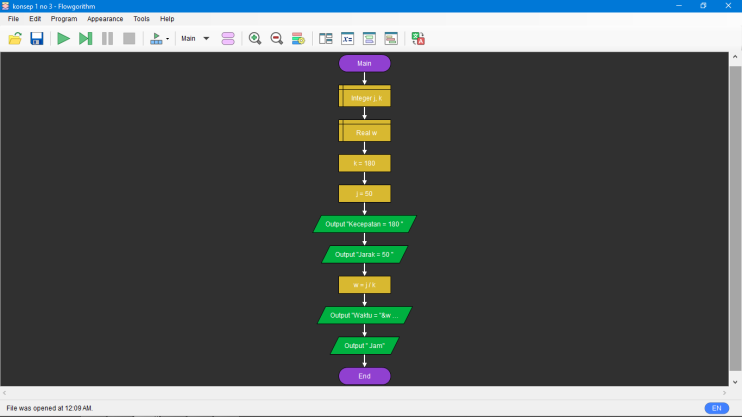 konsep 1 no 3 - Flowgorithm
File Edit Program Appearance Tools Help
Main
Main
Integer j, k
Real w
k = 180
j = 50
Output "Kecepatan = 180 "
Output "Jarak = 50 "
w = j / k
Output "Waktu = "&w ...
Output " Jam"
End
File was opened at 12:09 AM.
EN